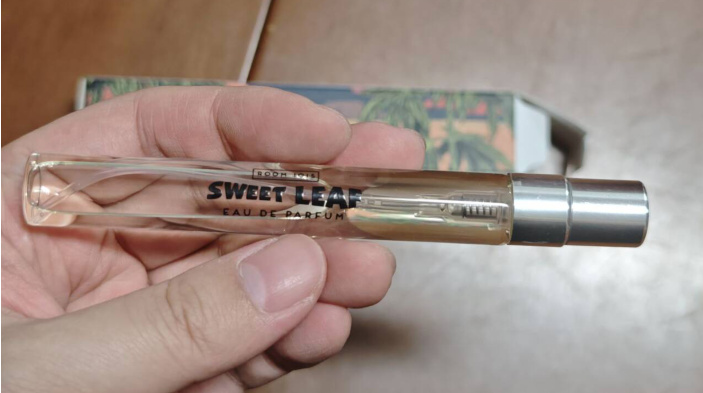 ROOM 1015
SWEET LEAF
EAU DE PARFUM